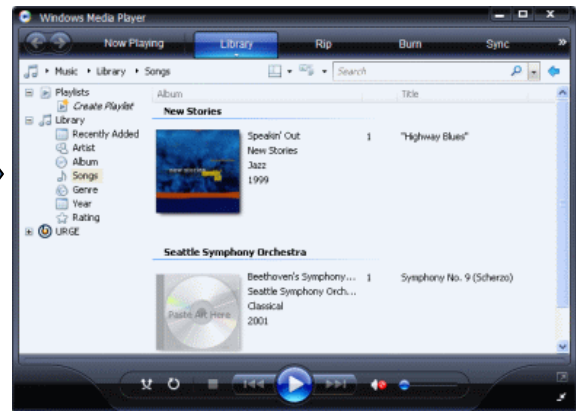 Windows Media Player
Now Playing Library Rip Burn Sync
Music Library Songs Search
Playlists
Create Playlist
Library
Recently Added
Artist
Album
Songs
Genre
Year
Rating
URGE
Album Title
New Stories
Speakin' Out 1 "Highway Blues"
New Stories
Jazz
1999
new stories
Seattle Symphony Orchestra
Beethoven's Symphony... 1 Symphony No. 9 (Scherzo)
Seattle Symphony Orch...
Classical
2001
Paste Art Here